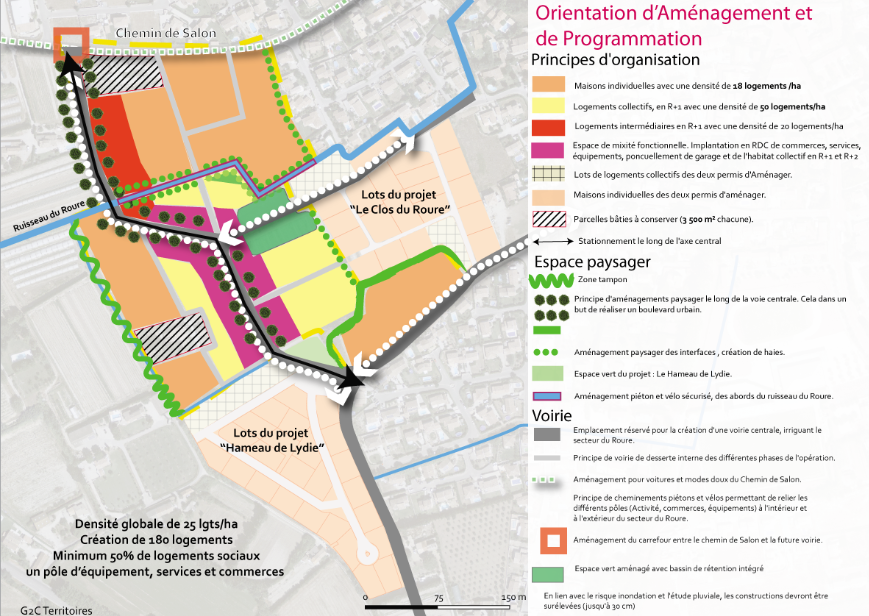 Orientation d'Aménagement et
de Programmation
Principes d'organisation
Maisons individuelles avec une densité de 18 logements /ha
Logements collectifs, en R+1 avec une densité de 50 logements/ha
Logements intermédiaires en R+1 avec une densité de 20 logements/ha
Espace de mixité fonctionelle. Implantation en RDC de commerces, services,
équipements, poncuellement de garage et de l'habitat collectif en R+1 et R+2
Lots de logements collectifs des deux permis d'Aménager.
Maisons individuelles des deux permis d'aménager.
Parcelles bâties à conserver (3 500 m² chacune).
Stationnement le long de l'axe central
Espace paysager
Zone tampon
Principe d'aménagements paysager le long de la voie centrale. Cela dans un
but de réaliser un boulevard urbain.
Aménagement paysager des interfaces , création de haies.
Espace vert du projet : Le Hameau de Lydie.
Aménagement piéton et vélo sécurisé, des abords du ruisseau du Roure.
Voirie
Emplacement réservé pour la création d'une voirie centrale, irriguant le
secteur du Roure.
Principe de voirie de desserte interne des différentes phases de l'opération.
Aménagement pour voitures et modes doux du Chemin de Salon.
Principe de cheminements piétons et vélos permettant de relier les
différents pôles (Activité, commerces, équipements) à l'intérieur et
à l'extérieur du secteur du Roure.
Aménagement du carrefour entre le chemin de Salon et la future voirie.
Espace vert aménagé avec bassin de rétention intégré
En lien avec le risque inondation et l'étude pluviale, les constructions devront être
surélevées (jusqu'à 30 cm)
Chemin de Salon
Ruisseau du Roure
Lots du projet
"Le Clos du Roure"
Lots du projet
"Hameau de Lydie"
Densité globale de 25 lgts/ha
Création de 180 logements
Minimum 50% de logements sociaux
un pôle d'équipement, services et commerces
0 75 150 m
G2C Territoires